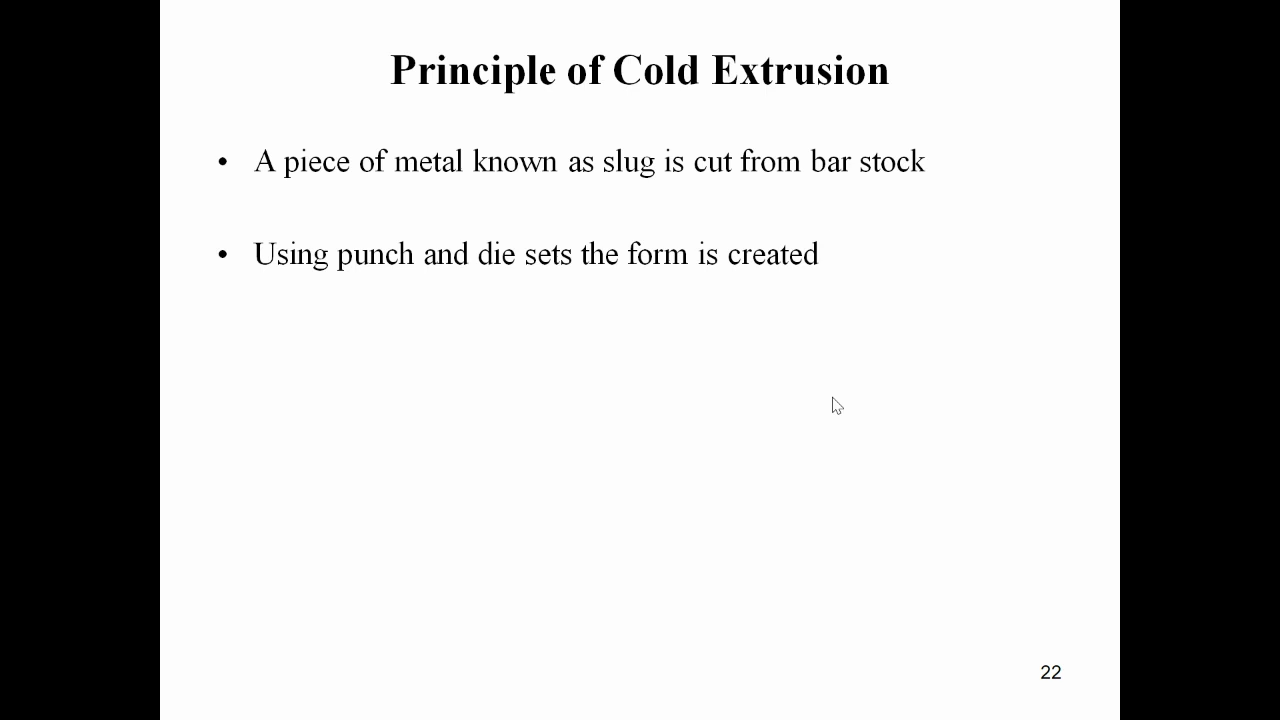 Principle of Cold Extrusion
• A piece of metal known as slug is cut from bar stock
• Using punch and die sets the form is created
22